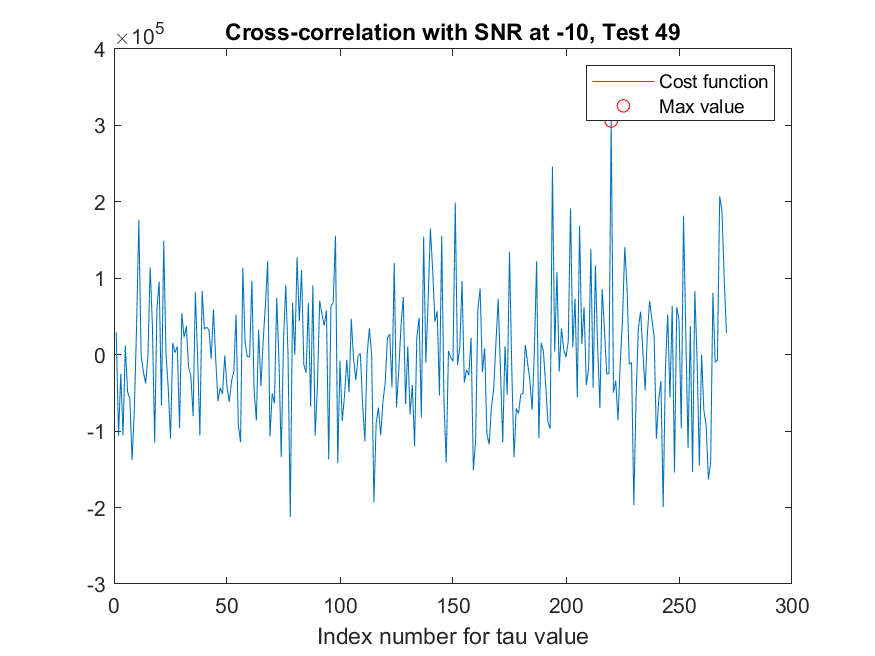 Cross-correlation with SNR at -10, Test 49
×10^5
Cost function
Max value
4
3
2
1
0
-1
-2
-3
0 50 100 150 200 250 300
Index number for tau value